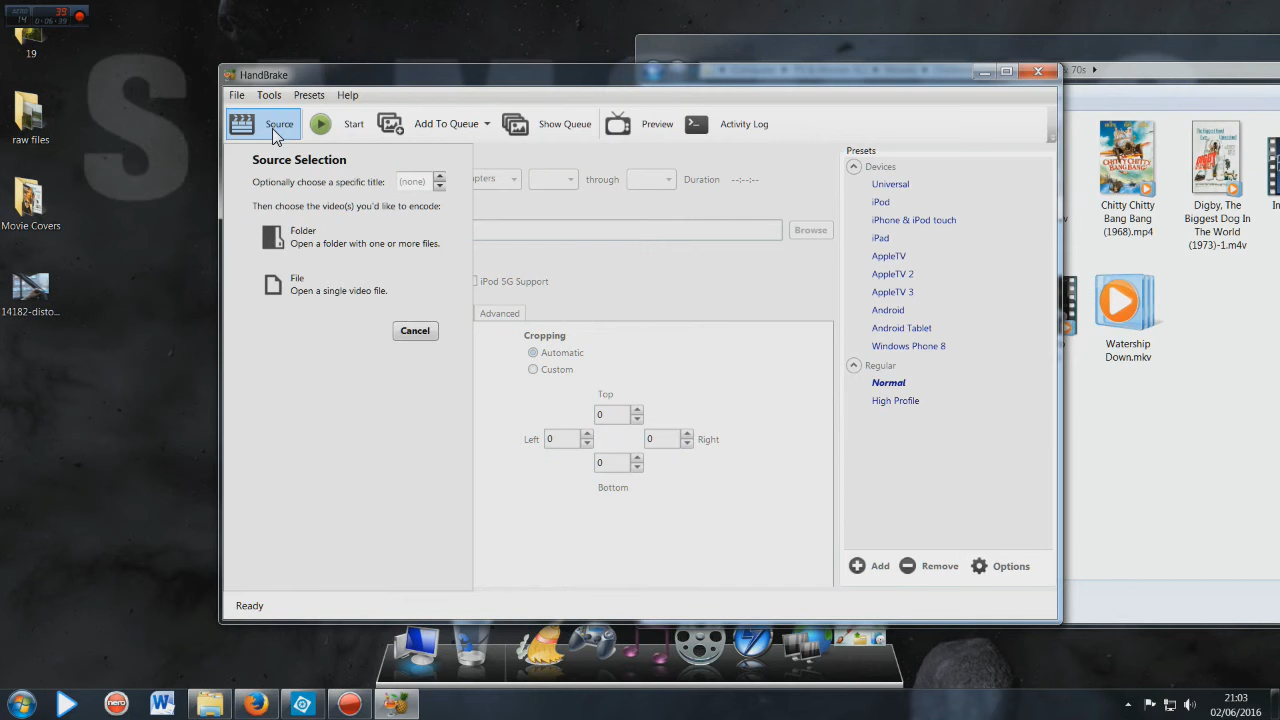 39
14
0:06:39
19
raw files
Movie Covers
14182-disto...
HandBrake
File Tools Presets Help
Source Start Add To Queue Show Queue Preview Activity Log
Source Selection
Optionally choose a specific title: (none)
Then choose the video(s) you'd like to encode:
Folder
Open a folder with one or more files.
File
Open a single video file.
Cancel
through Duration --:--:--
Browse
iPod 5G Support
Advanced
Cropping
Automatic
Custom
Top
0
Left 0 0 Right
0
Bottom
Presets
Devices
Universal
iPod
iPhone & iPod touch
iPad
AppleTV
AppleTV 2
AppleTV 3
Android
Android Tablet
Windows Phone 8
Regular
Normal
High Profile
Add Remove Options
Ready
70s
Chitty Chitty
Bang Bang
(1968).mp4
Digby, The
Biggest Dog In
The World
(1973)-1.m4v
Watership
Down.mkv
nero
21:03
02/06/2016